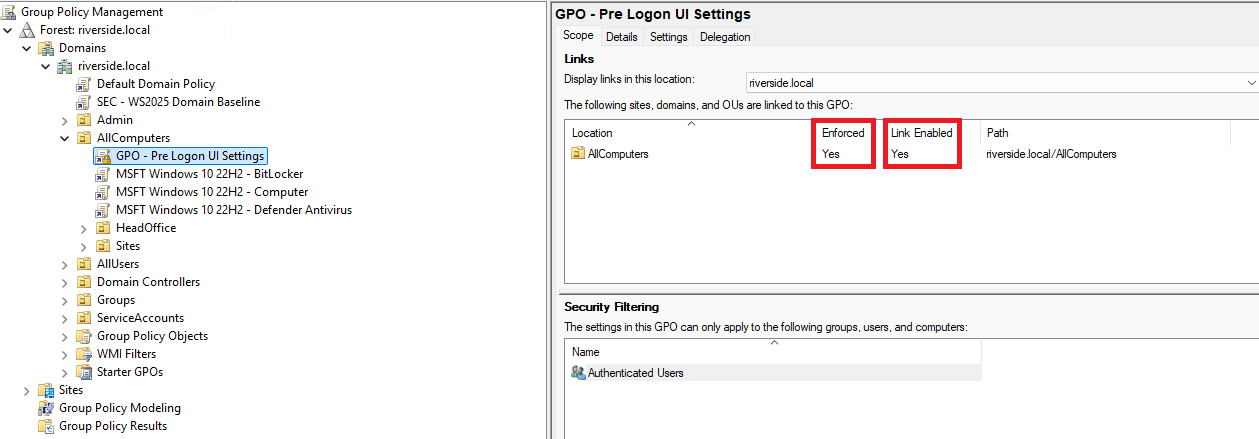 Group Policy Management
Forest: riverside.local
Domains
riverside.local
Default Domain Policy
SEC - WS2025 Domain Baseline
Admin
AllComputers
GPO - Pre Logon UI Settings
MSFT Windows 10 22H2 - BitLocker
MSFT Windows 10 22H2 - Computer
MSFT Windows 10 22H2 - Defender Antivirus
HeadOffice
Sites
AllUsers
Domain Controllers
Groups
ServiceAccounts
Group Policy Objects
WMI Filters
Starter GPOs
Sites
Group Policy Modeling
Group Policy Results
GPO - Pre Logon UI Settings
Scope Details Settings Delegation
Links
Display links in this location: riverside.local
The following sites, domains, and OUs are linked to this GPO:
Location Enforced Link Enabled Path
AllComputers Yes Yes riverside.local/AllComputers
Security Filtering
The settings in this GPO can only apply to the following groups, users, and computers:
Name
Authenticated Users